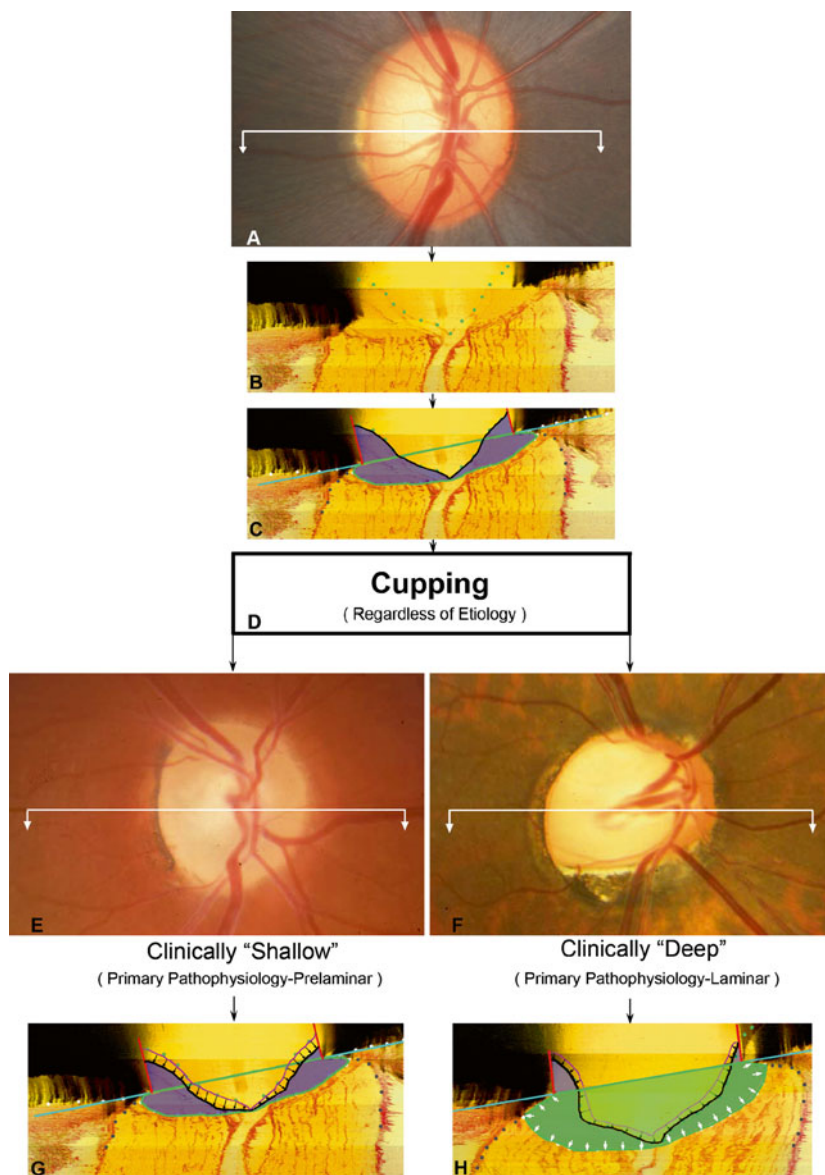 A
B
C
Cupping
( Regardless of Etiology )
D
E
F
Clinically “Shallow”
( Primary Pathophysiology-Prelaminar )
Clinically “Deep”
( Primary Pathophysiology-Laminar )
G
H